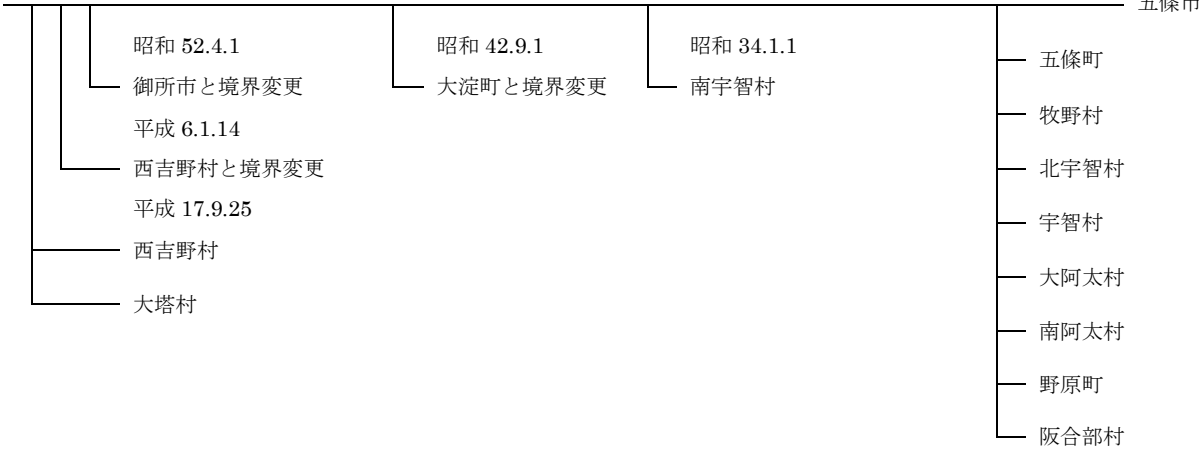 五條市
昭和 52.4.1
御所市と境界変更
平成 6.1.14
西吉野村と境界変更
平成 17.9.25
西吉野村
大塔村
昭和 42.9.1
大淀町と境界変更
昭和 34.1.1
南宇智村
五條町
牧野村
北宇智村
宇智村
大阿太村
南阿太村
野原町
阪合部村